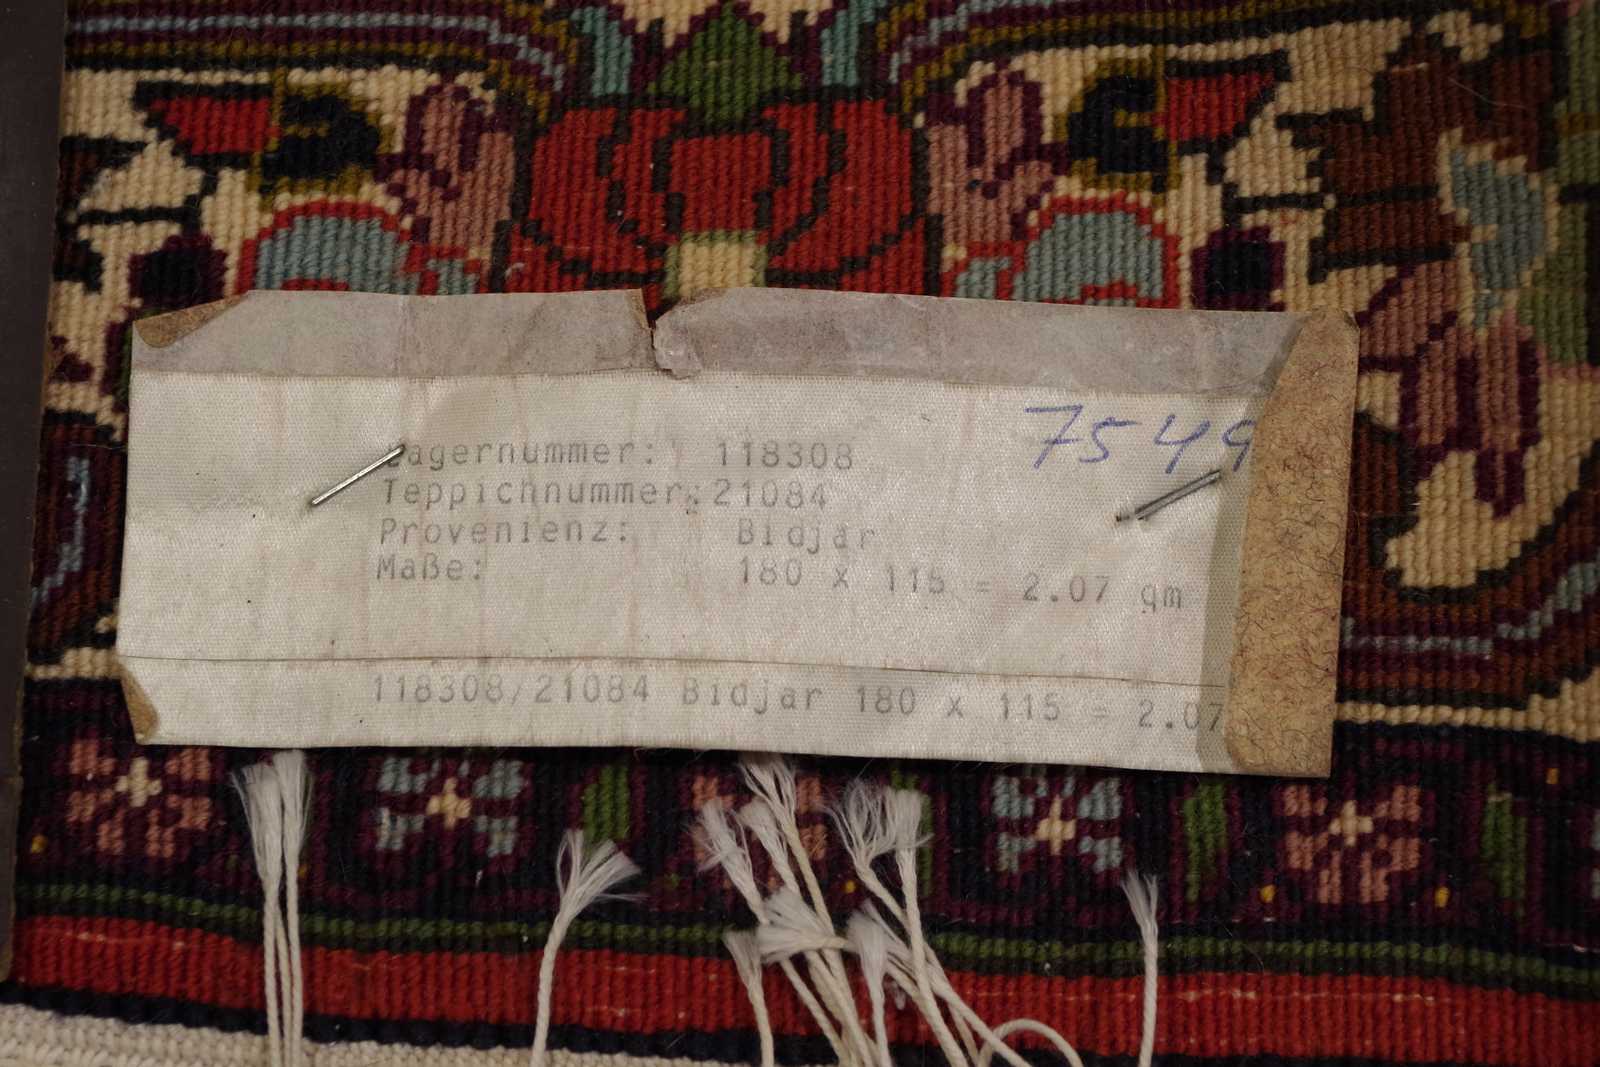 7549
Lagernummer: 118308
Teppichnummer: 21084
Provenienz: Bidjar
Maße: 180 x 115 = 2.07 qm
118308/21084 Bidjar 180 x 115 = 2.07